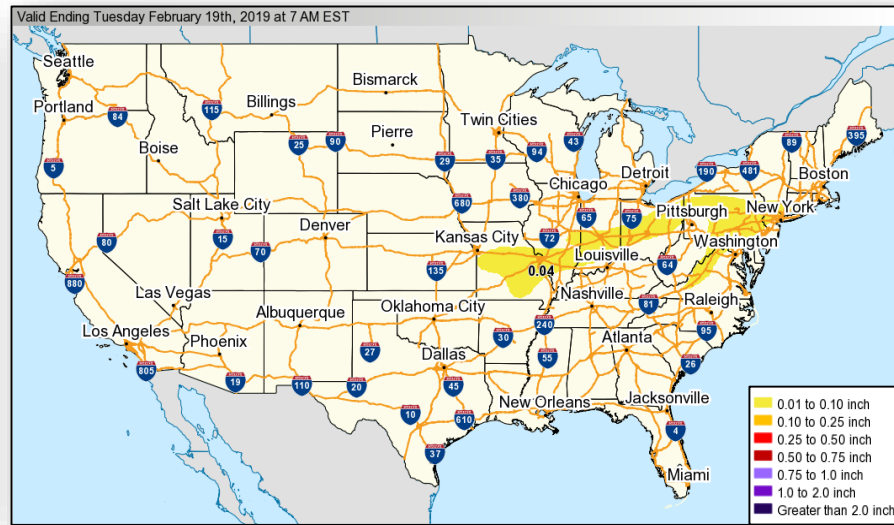 Valid Ending Tuesday February 19th, 2019 at 7 AM EST
Seattle
Bismarck
Portland
115
Billings
Twin Cities
43
89
395
84
Pierre
94
25
90
Boise
29
35
190
481
Boston
5
Detroit
Chicago
Salt Lake City
680
380
Pittsburgh
New York
65
75
80
15
Denver
Kansas City
72
Washington
70
Louisville
64
135
0.04
880
Las Vegas
Oklahoma City
Nashville
81
Raleigh
Albuquerque
Los Angeles
240
95
Phoenix
30
Atlanta
27
Dallas
55
26
805
19
110
20
45
New Orleans
Jacksonville
10
610
4
37
Miami
0.01 to 0.10 inch
0.10 to 0.25 inch
0.25 to 0.50 inch
0.50 to 0.75 inch
0.75 to 1.0 inch
1.0 to 2.0 inch
Greater than 2.0 inch